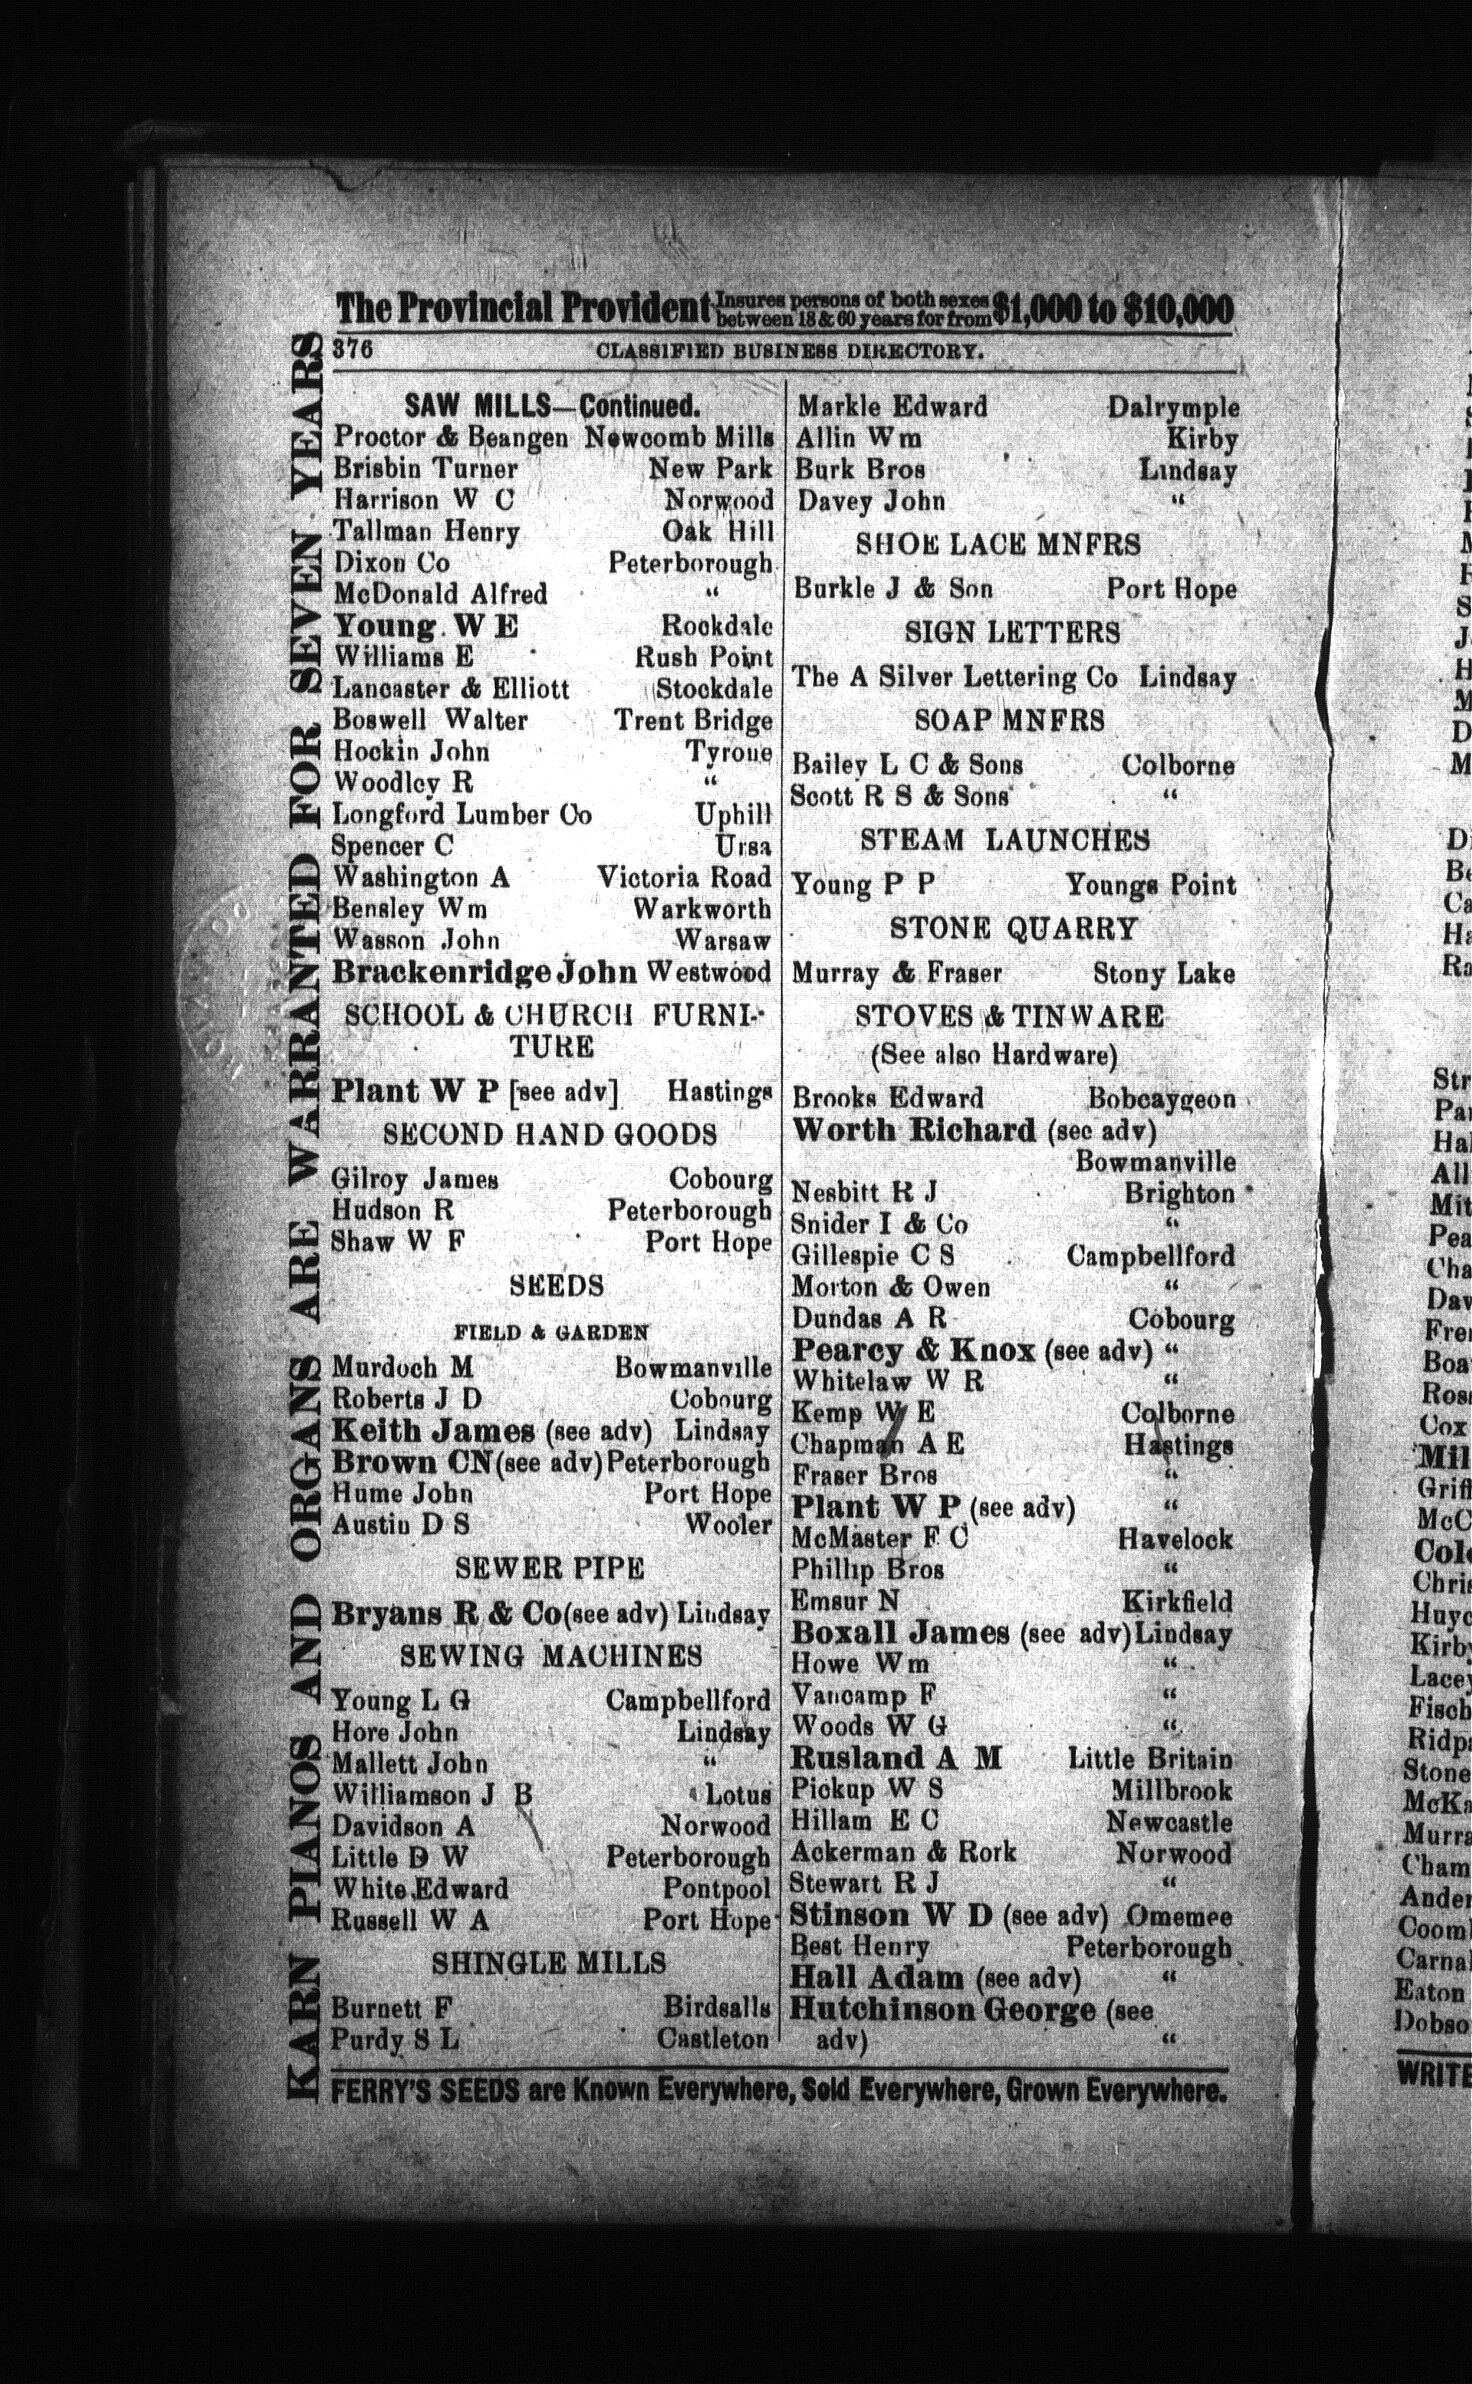 The Provincial Provident Insures persons of both sexes between 18 & 60 years for from $1,000 to $10,000
376 CLASSIFIED BUSINESS DIRECTORY.
KARN PIANOS AND ORGANS ARE WARRANTED FOR SEVEN YEARS
SAW MILLS—Continued.
Proctor & Beangen Newcomb Mills
Brisbin Turner New Park
Harrison W C Norwood
Tallman Henry Oak Hill
Dixon Co Peterborough
McDonald Alfred “
Young W E Rockdale
Williams E Rush Point
Lancaster & Elliott Stockdale
Boswell Walter Trent Bridge
Hockin John Tyrone
Woodley R “
Longford Lumber Co Uphill
Spencer C Ursa
Washington A Victoria Road
Bensley Wm Warkworth
Wasson John Warsaw
Brackenridge John Westwood
SCHOOL & CHURCH FURNI-
TURE
Plant W P [see adv] Hastings
SECOND HAND GOODS
Gilroy James Cobourg
Hudson R Peterborough
Shaw W F Port Hope
SEEDS
FIELD & GARDEN
Murdoch M Bowmanville
Roberts J D Cobourg
Keith James (see adv) Lindsay
Brown CN (see adv) Peterborough
Hume John Port Hope
Austin D S Wooler
SEWER PIPE
Bryans R & Co (see adv) Lindsay
SEWING MACHINES
Young L G Campbellford
Hore John Lindsay
Mallett John “
Williamson J B Lotus
Davidson A Norwood
Little D W Peterborough
White Edward Pontpool
Russell W A Port Hope
SHINGLE MILLS
Burnett F Birdsalls
Purdy S L Castleton
Markle Edward Dalrymple
Allin Wm Kirby
Burk Bros Lindsay
Davey John “
SHOE LACE MNFRS
Burkle J & Son Port Hope
SIGN LETTERS
The A Silver Lettering Co Lindsay
SOAP MNFRS
Bailey L C & Sons Colborne
Scott R S & Sons “
STEAM LAUNCHES
Young P P Youngs Point
STONE QUARRY
Murray & Fraser Stony Lake
STOVES & TINWARE
(See also Hardware)
Brooks Edward Bobcaygeon
Worth Richard (see adv)
Bowmanville
Nesbitt R J Brighton
Snider I & Co “
Gillespie C S Campbellford
Morton & Owen “
Dundas A R Cobourg
Pearcy & Knox (see adv) “
Whitelaw W R “
Kemp W E Colborne
Chapman A E Hastings
Fraser Bros “
Plant W P (see adv) “
McMaster F C Havelock
Phillip Bros “
Emsur N Kirkfield
Boxall James (see adv) Lindsay
Howe Wm “
Vancamp F “
Woods W G “
Rusland A M Little Britain
Pickup W S Millbrook
Hillam E C Newcastle
Ackerman & Rork Norwood
Stewart R J “
Stinson W D (see adv) Omemee
Best Henry Peterborough
Hall Adam (see adv) “
Hutchinson George (see
adv) “
FERRY'S SEEDS are Known Everywhere, Sold Everywhere, Grown Everywhere.
WRITE